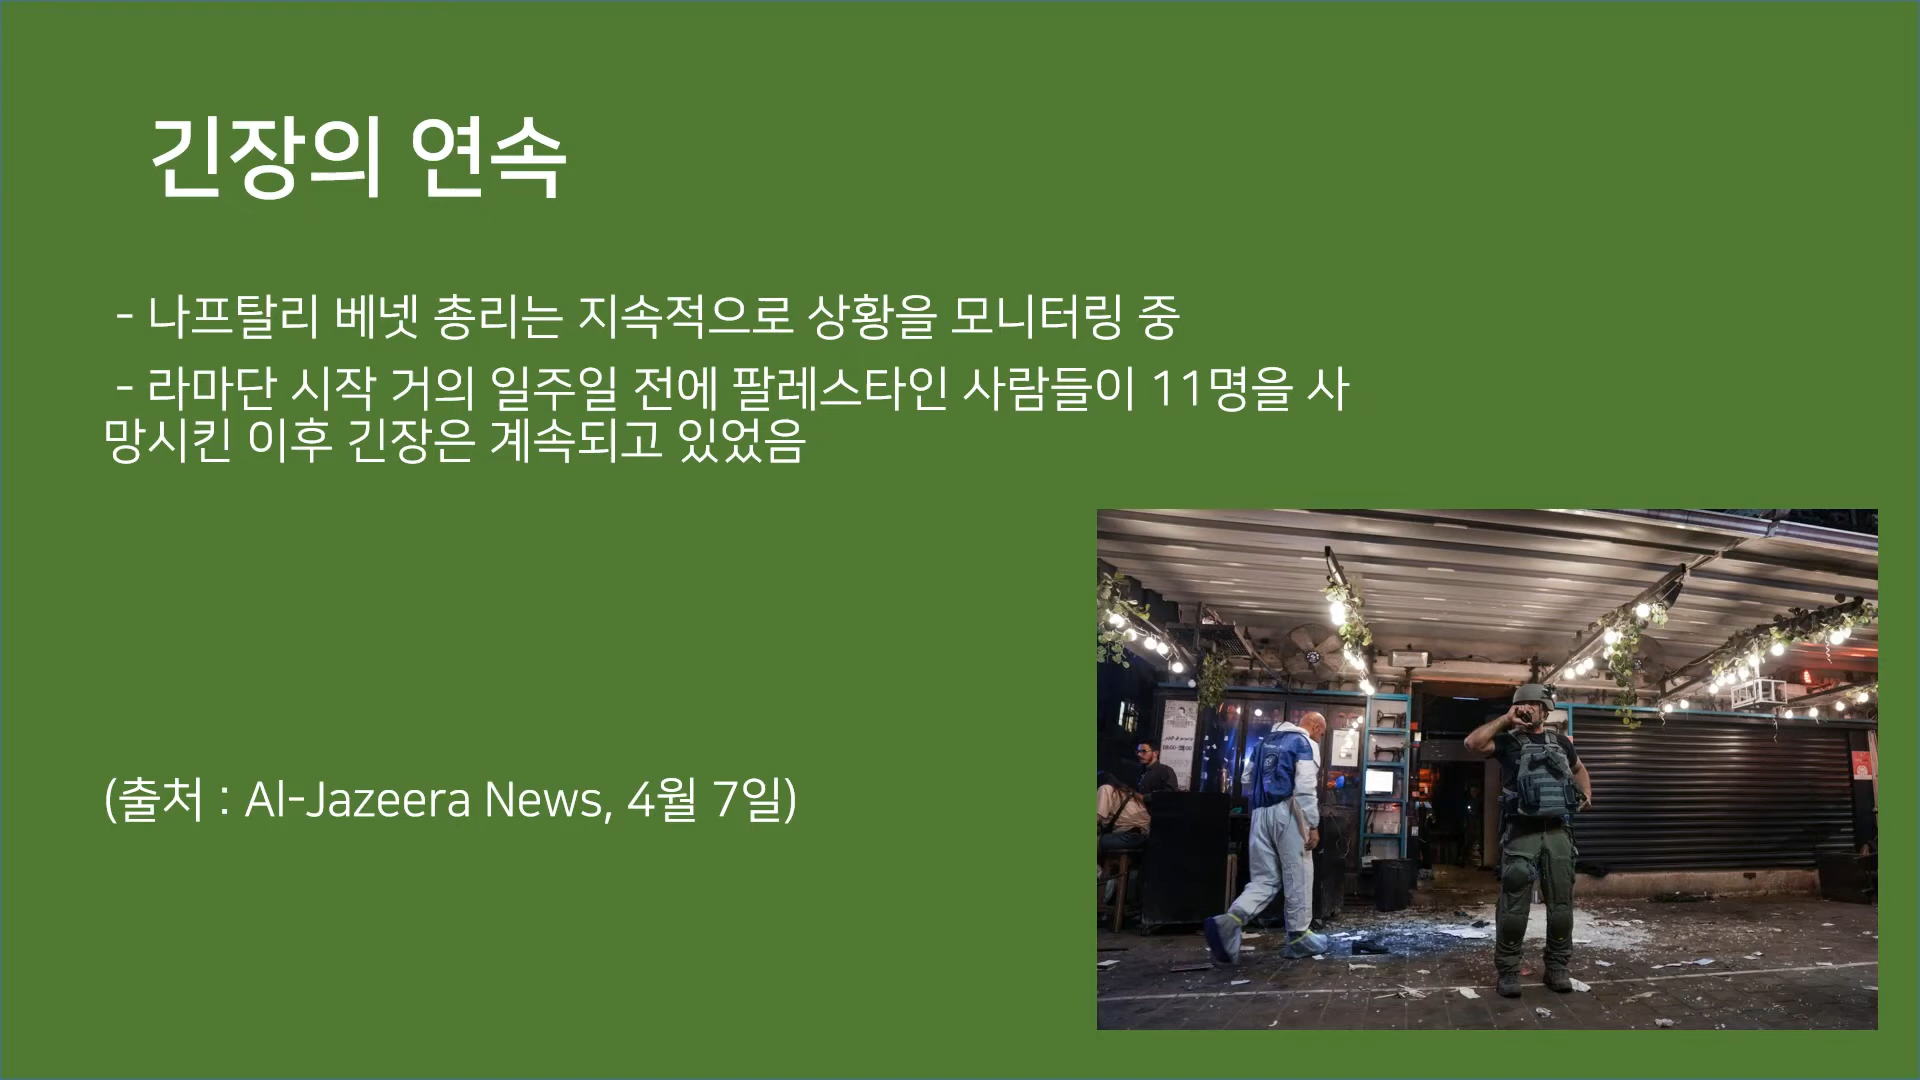 긴장의 연속
- 나프탈리 베넷 총리는 지속적으로 상황을 모니터링 중
- 라마단 시작 거의 일주일 전에 팔레스타인 사람들이 11명을 사
망시킨 이후 긴장은 계속되고 있었음
(출처 : Al-Jazeera News, 4월 7일)